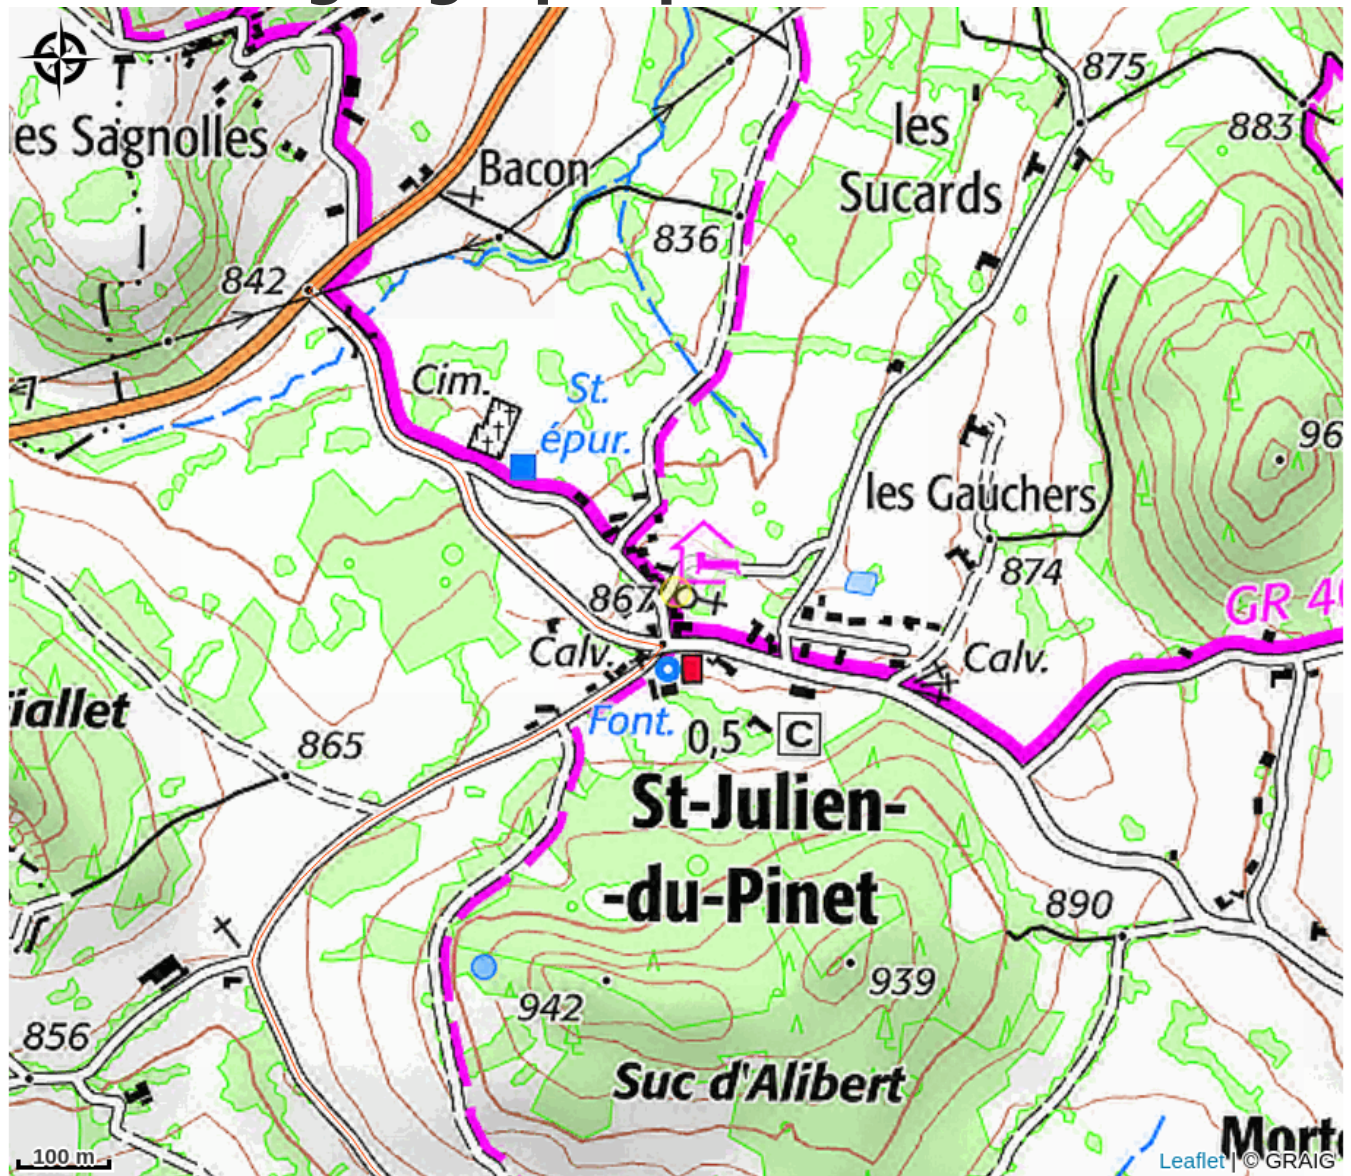 875
les
883
es Sagnolles
Bacon
Sucards
836
842
Cim.
St.
épur.
96
les Gauchers
874
867
GR 4
Calv.
Calv.
iallet
Font.
0,5
C
865
St-Julien-
-du-Pinet
890
939
942
856
Suc d'Alibert
Mort
100 m
Leaflet | © GRAIG